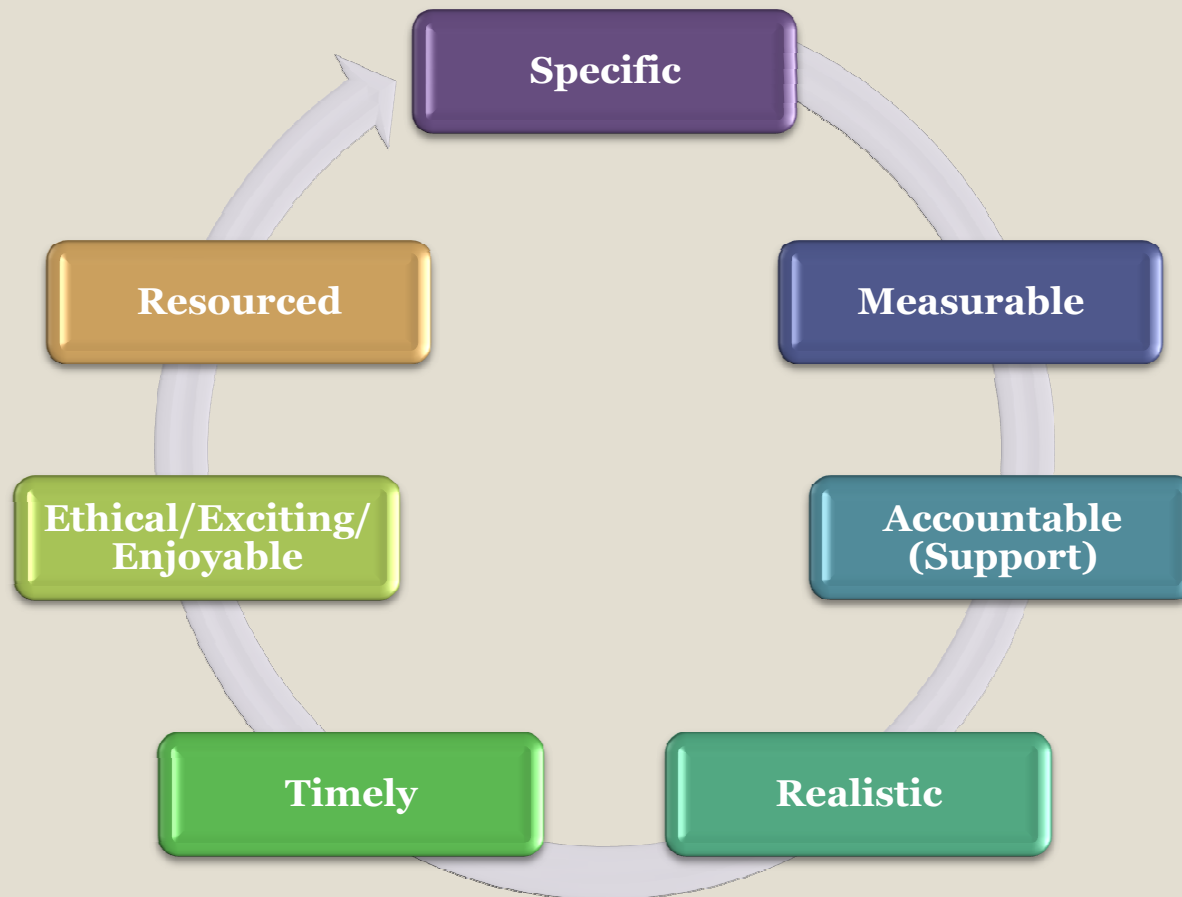 Specific
Measurable
Accountable
(Support)
Realistic
Timely
Ethical/Exciting/
Enjoyable
Resourced